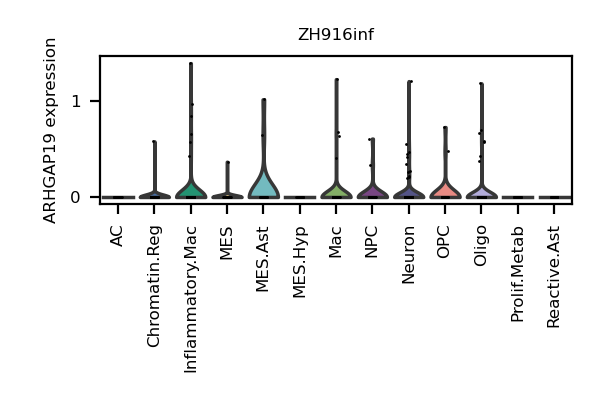 ZH916inf
ARHGAP19 expression
1
0
AC
Chromatin.Reg
Inflammatory.Mac
MES
MES.Ast
MES.Hyp
Mac
NPC
Neuron
OPC
Oligo
Prolif.Metab
Reactive.Ast